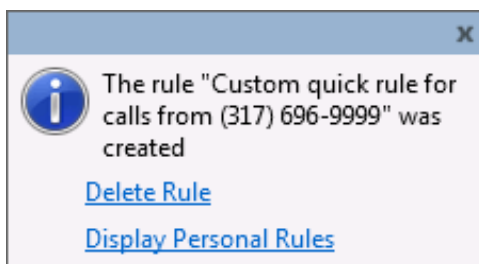 x
The rule "Custom quick rule for
calls from (317) 696-9999" was
created
Delete Rule
Display Personal Rules